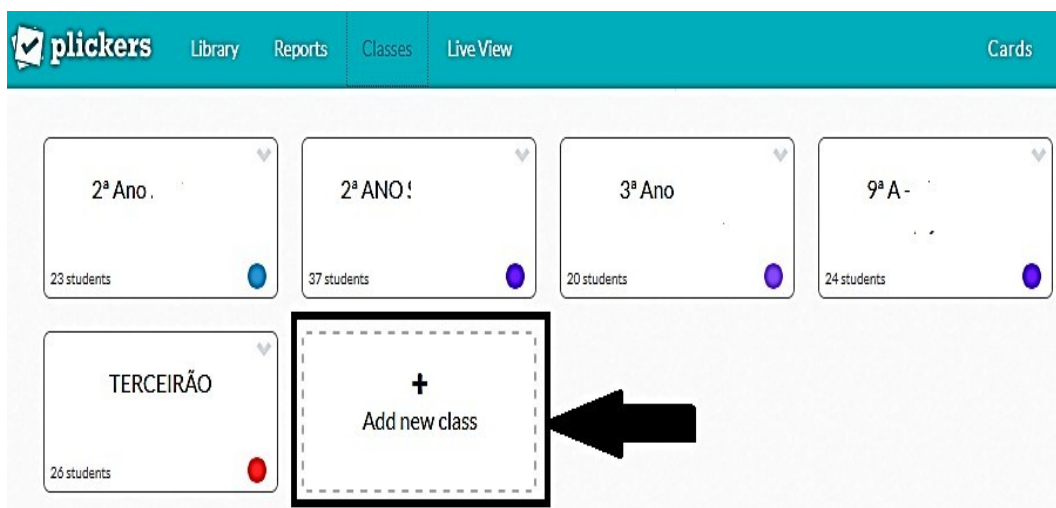 plickers Library Reports Classes Live View Cards
2ª Ano
2ª ANO
3ª Ano
9ª A -
23 students
37 students
20 students
24 students
TERCEIRÃO
+
Add new class
26 students